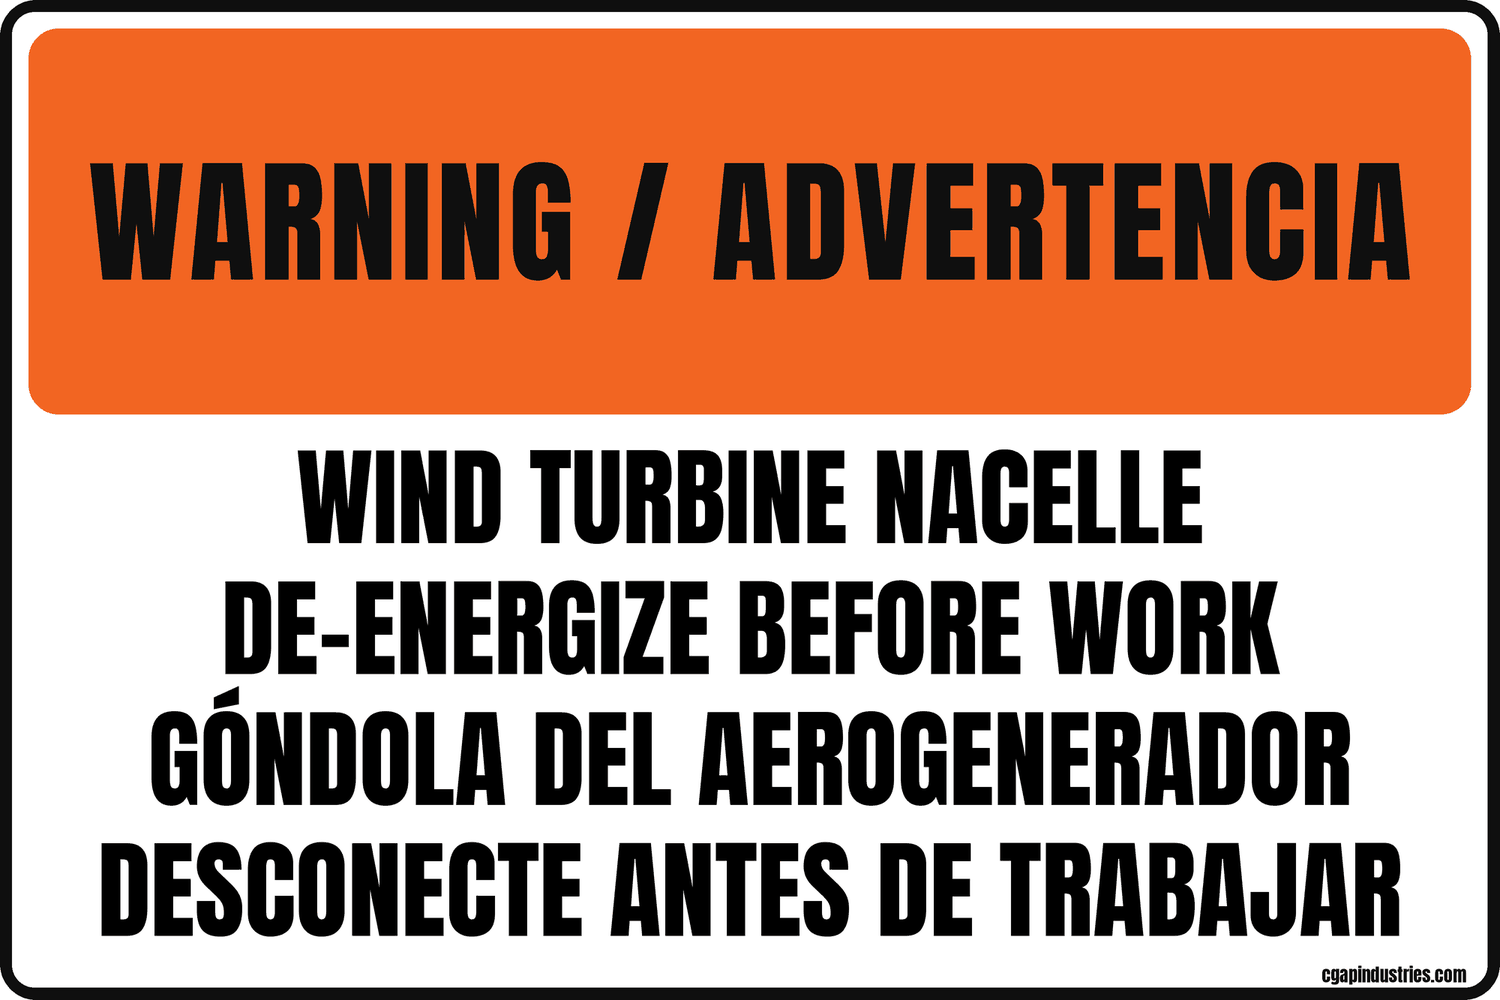 WARNING / ADVERTENCIA
WIND TURBINE NACELLE
DE-ENERGIZE BEFORE WORK
GÓNDOLA DEL AEROGENERADOR
DESCONECTE ANTES DE TRABAJAR
cgapindustries.com